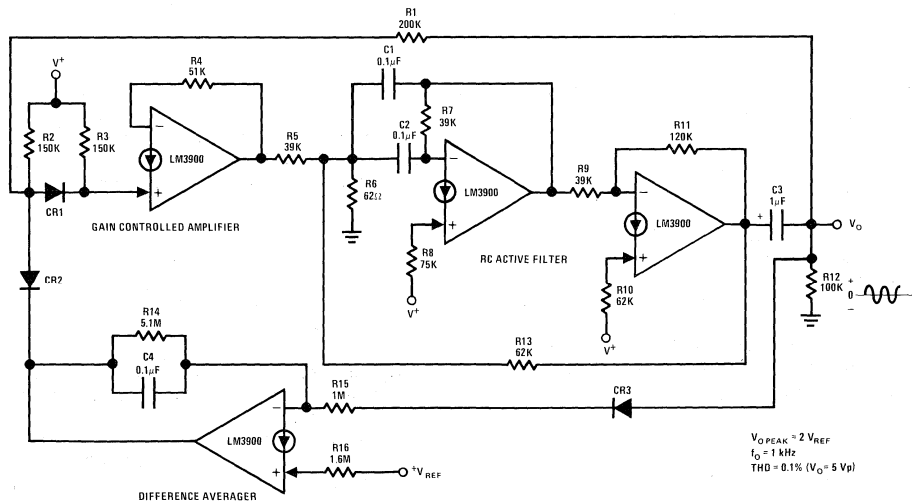 R1
200K
C1
0.1μF
V+
R4
51K
R7
39K
R11
120K
R2
150K
R3
150K
C2
0.1μF
−
LM3900
+
R5
39K
−
LM3900
+
R9
39K
−
LM3900
+
C3
+
1μF
VO
CR1
R6
62Ω
GAIN CONTROLLED AMPLIFIER
R8
75K
RC ACTIVE FILTER
R10
62K
R12
100K
+
0
−
CR2
V+
V+
R14
5.1M
C4
0.1μF
R13
62K
CR3
R15
1M
−
LM3900
+
R16
1.6M
+VREF
VO PEAK = 2 VREF
fO = 1 kHz
THD = 0.1% (VO = 5 Vp)
DIFFERENCE AVERAGER